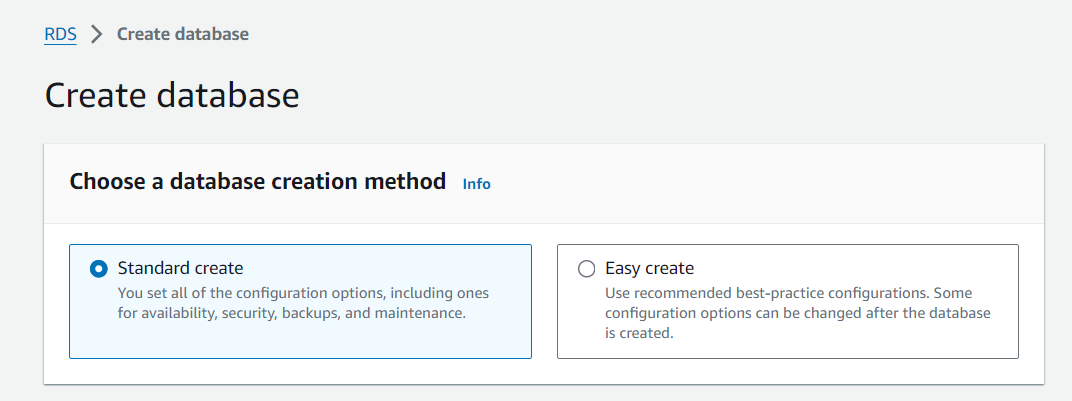 RDS > Create database
Create database
Choose a database creation method Info
Standard create
You set all of the configuration options, including ones
for availability, security, backups, and maintenance.
Easy create
Use recommended best-practice configurations. Some
configuration options can be changed after the database
is created.